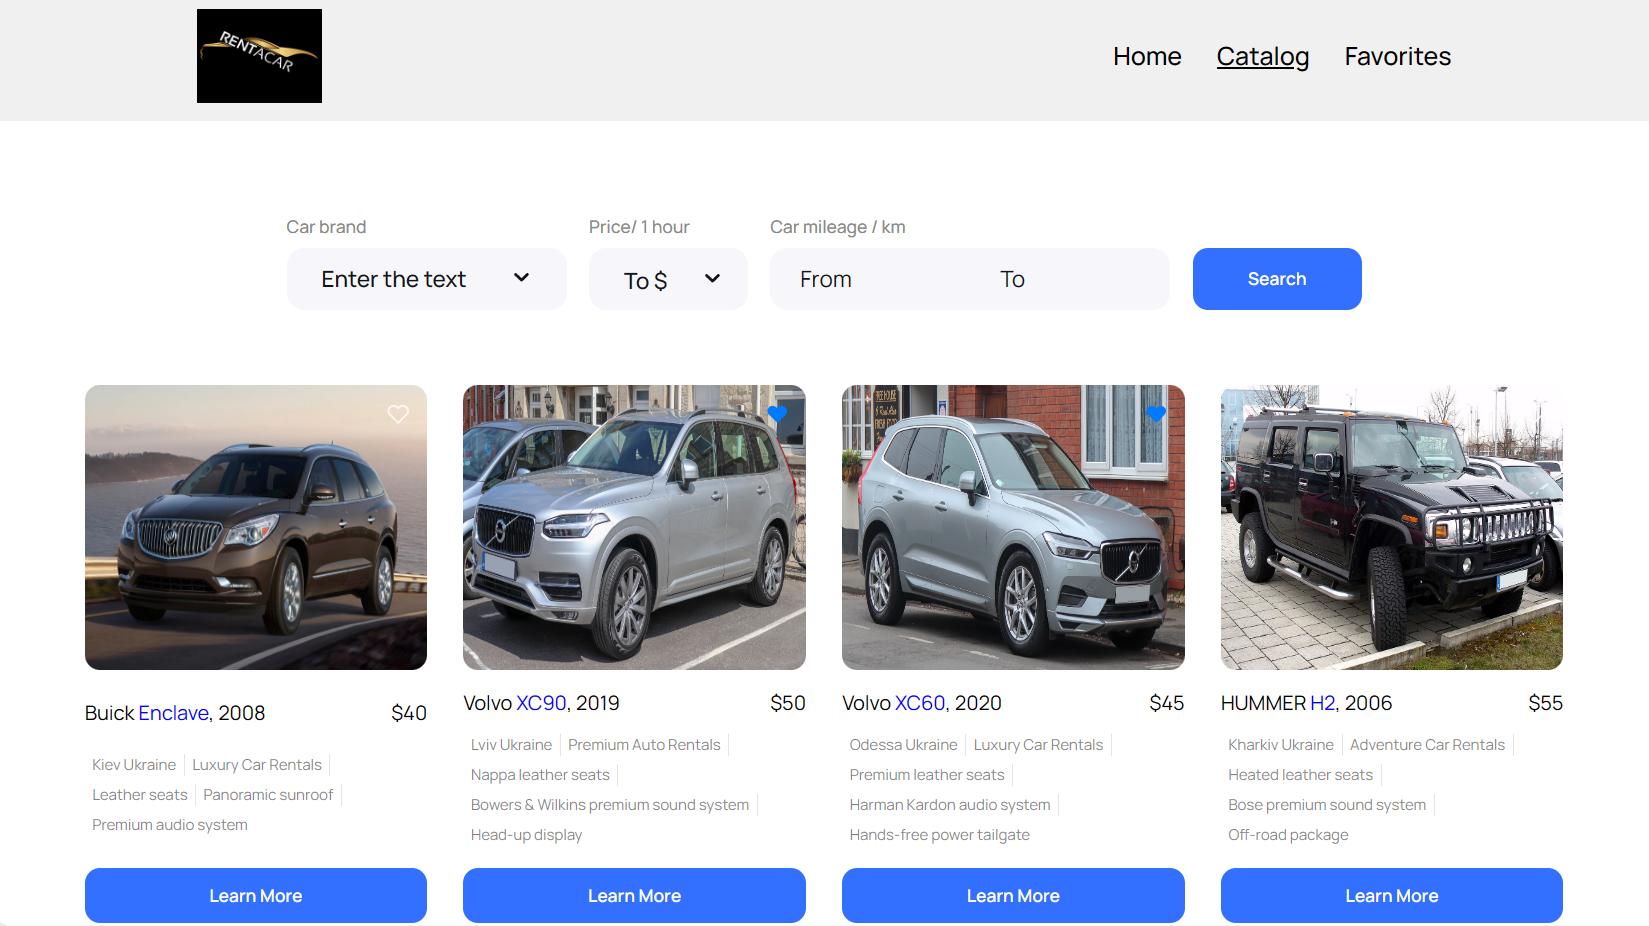 RENTACAR
Home Catalog Favorites
Car brand Price/ 1 hour Car mileage / km
Enter the text To $ From To Search
Buick Enclave, 2008 $40
Kiev Ukraine Luxury Car Rentals
Leather seats Panoramic sunroof
Premium audio system
Learn More
Volvo XC90, 2019 $50
Lviv Ukraine Premium Auto Rentals
Nappa leather seats
Bowers & Wilkins premium sound system
Head-up display
Learn More
Volvo XC60, 2020 $45
Odessa Ukraine Luxury Car Rentals
Premium leather seats
Harman Kardon audio system
Hands-free power tailgate
Learn More
HUMMER H2, 2006 $55
Kharkiv Ukraine Adventure Car Rentals
Heated leather seats
Bose premium sound system
Off-road package
Learn More